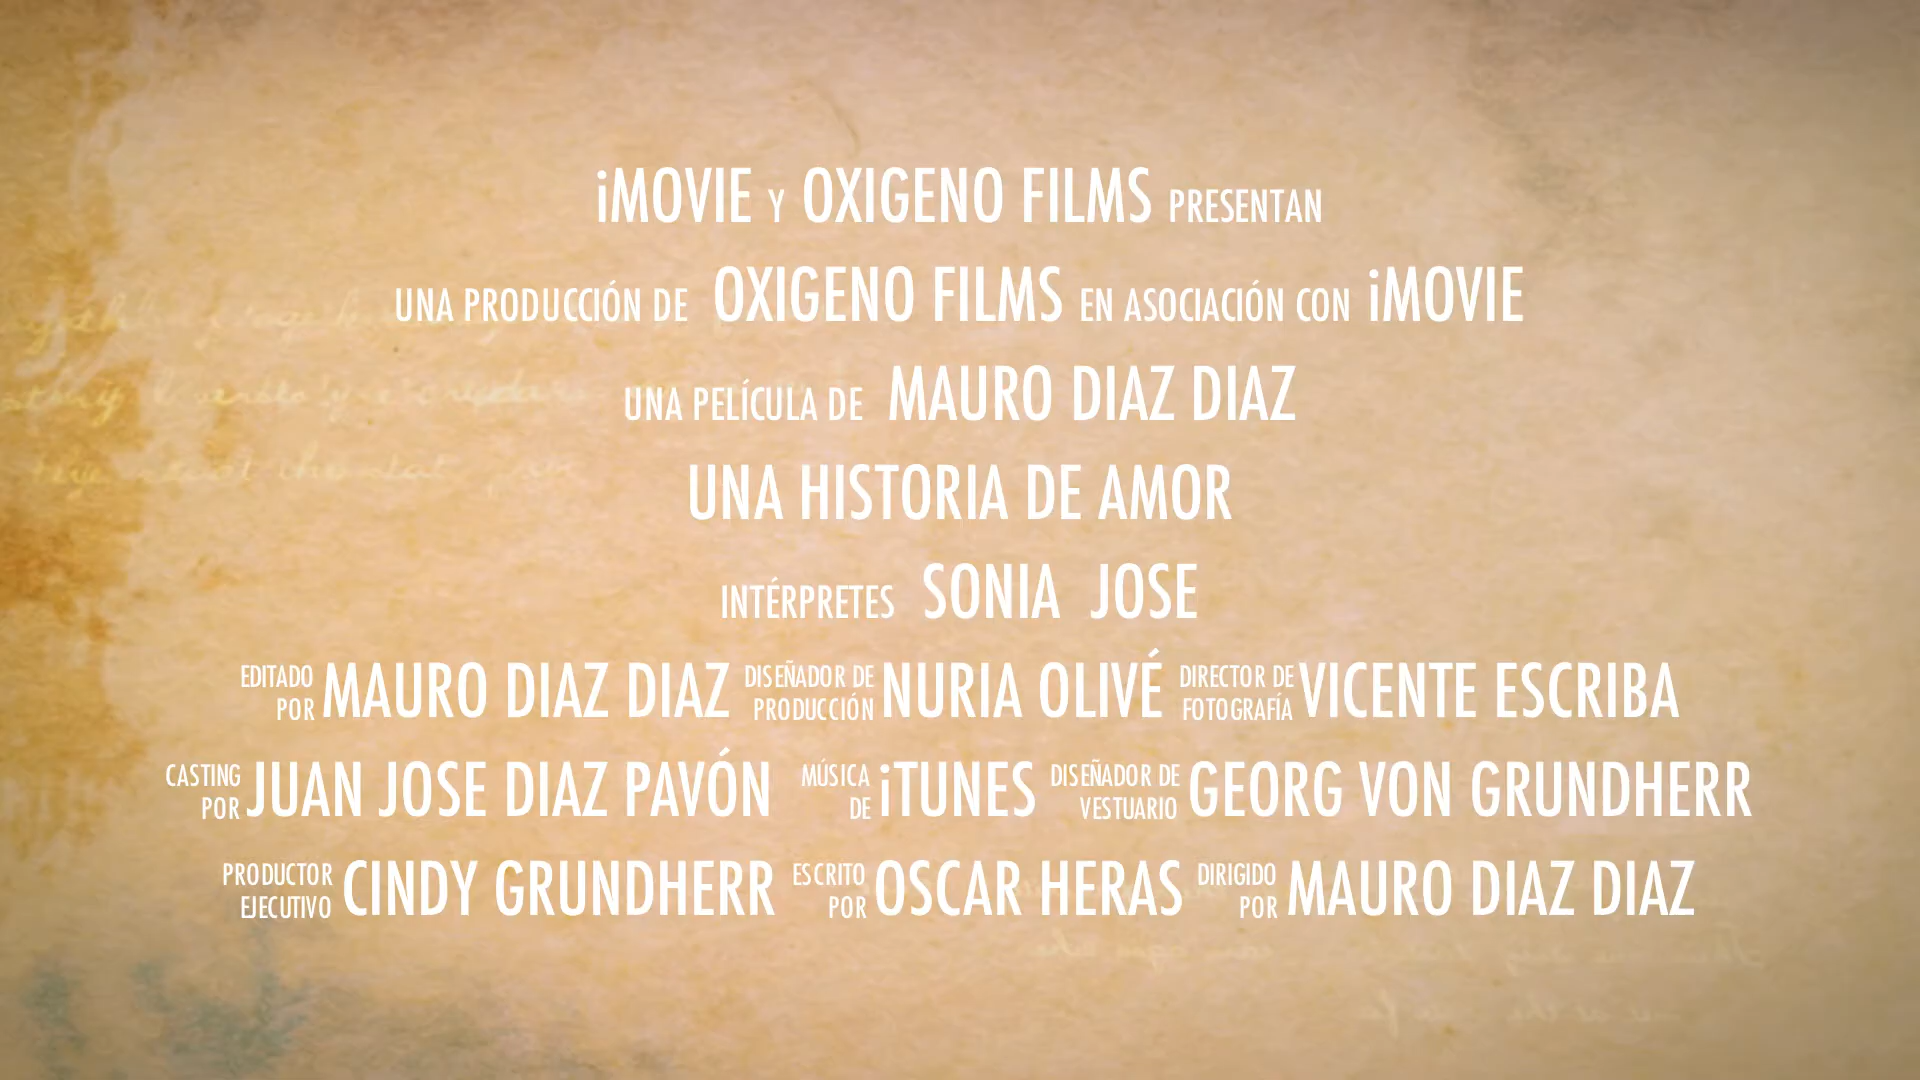 iMOVIE Y OXIGENO FILMS PRESENTAN
UNA PRODUCCIÓN DE OXIGENO FILMS EN ASOCIACIÓN CON iMOVIE
UNA PELÍCULA DE MAURO DIAZ DIAZ
UNA HISTORIA DE AMOR
INTÉRPRETES SONIA JOSE
EDITADO POR MAURO DIAZ DIAZ DISEÑADOR DE PRODUCCIÓN NURIA OLIVÉ DIRECTOR DE FOTOGRAFÍA VICENTE ESCRIBA
CASTING POR JUAN JOSE DIAZ PAVÓN MÚSICA DE iTUNES DISEÑADOR DE VESTUARIO GEORG VON GRUNDHERR
PRODUCTOR EJECUTIVO CINDY GRUNDHERR ESCRITO POR OSCAR HERAS DIRIGIDO POR MAURO DIAZ DIAZ